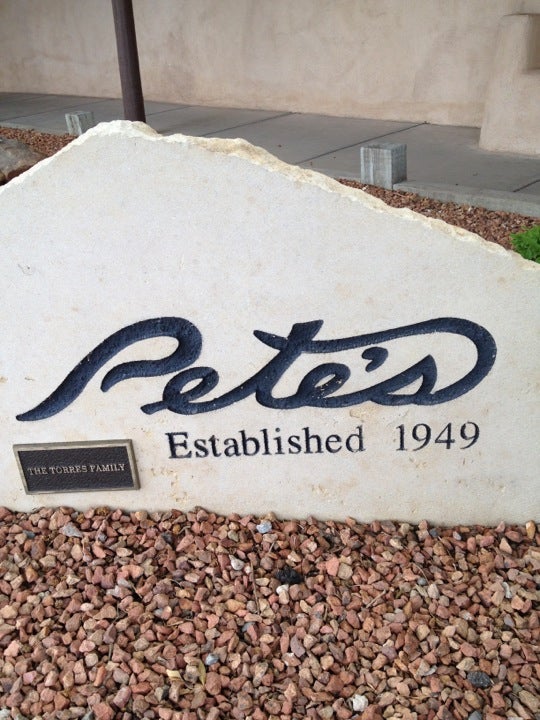 Pete's
Established 1949
THE TORRES FAMILY